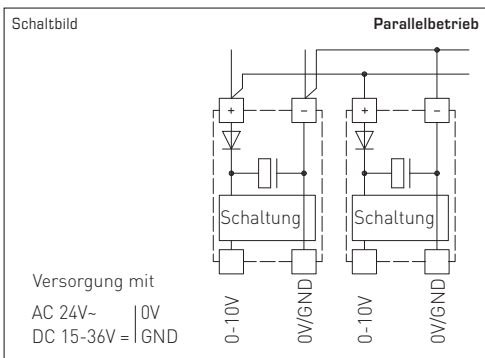 Schaltbild
Parallelbetrieb
+ − + −
Schaltung Schaltung
Versorgung mit
AC 24V~ | 0V
DC 15-36V = | GND
0-10V
0V/GND
0-10V
0V/GND